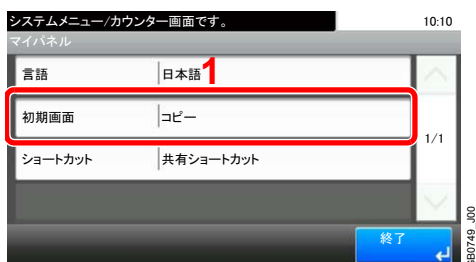 システムメニュー/カウンター画面です。 10:10
マイパネル
言語 日本語 1
初期画面 コピー
1/1
ショートカット 共有ショートカット
終了